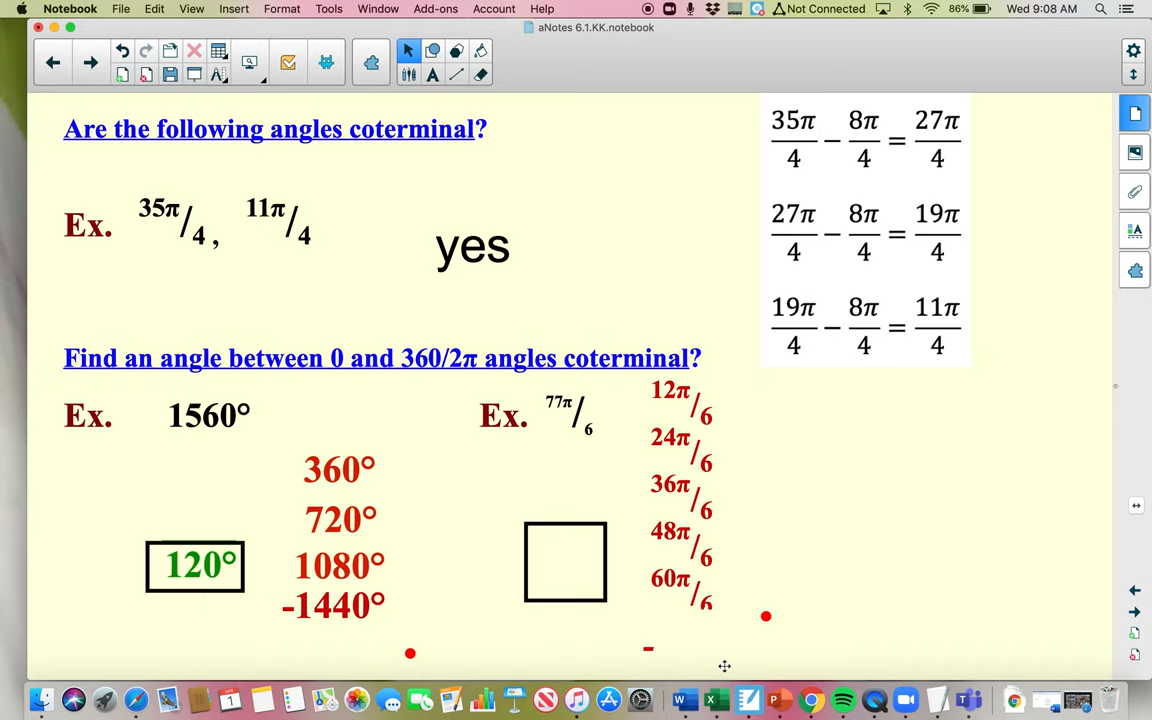 Notebook File Edit View Insert Format Tools Window Add-ons Account Help Not Connected 86% Wed 9:08 AM
aNotes 6.1.KK.notebook
Are the following angles coterminal?
Ex. 35π/4, 11π/4
yes
35π/4 − 8π/4 = 27π/4
27π/4 − 8π/4 = 19π/4
19π/4 − 8π/4 = 11π/4
Find an angle between 0 and 360/2π angles coterminal?
Ex. 1560°
360°
720°
1080°
-1440°
120°
Ex. 77π/6
12π/6
24π/6
36π/6
48π/6
60π/6
-